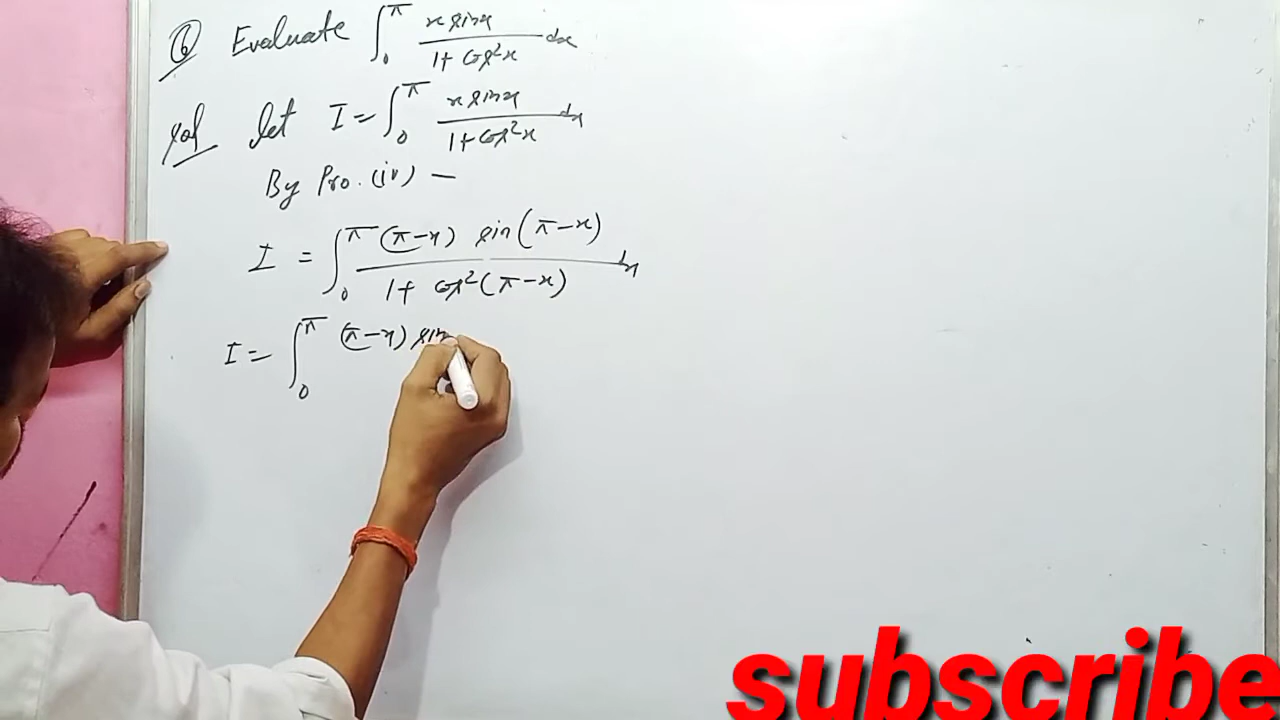 Q Evaluate ∫₀^π x sinx / 1+cos²x dx
Sol let I = ∫₀^π x sinx / 1+cos²x dx
By Pro. (iv) —
I = ∫₀^π (π-x) sin(π-x) / 1+ cos²(π-x) dx
I = ∫₀^π (π-x) sin
subscribe